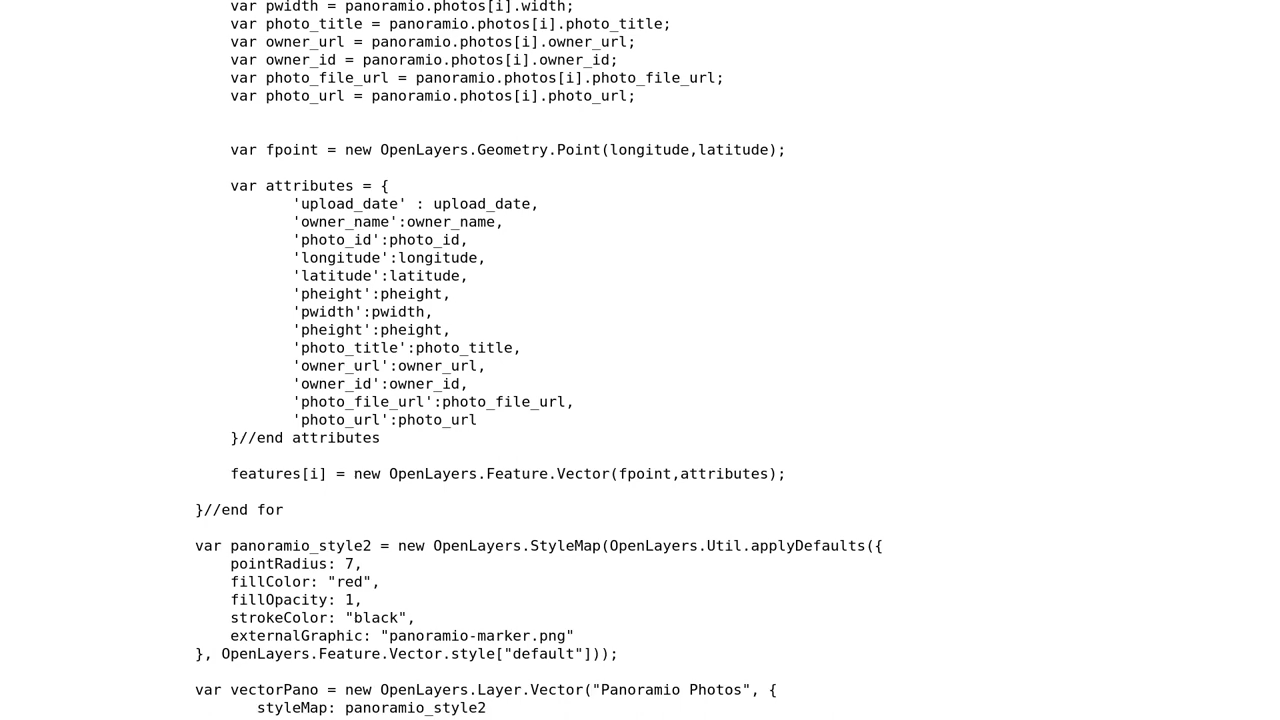 var pwidth = panoramio.photos[i].width;
var photo_title = panoramio.photos[i].photo_title;
var owner_url = panoramio.photos[i].owner_url;
var owner_id = panoramio.photos[i].owner_id;
var photo_file_url = panoramio.photos[i].photo_file_url;
var photo_url = panoramio.photos[i].photo_url;
var fpoint = new OpenLayers.Geometry.Point(longitude,latitude);
var attributes = {
'upload_date' : upload_date,
'owner_name':owner_name,
'photo_id':photo_id,
'longitude':longitude,
'latitude':latitude,
'pheight':pheight,
'pwidth':pwidth,
'pheight':pheight,
'photo_title':photo_title,
'owner_url':owner_url,
'owner_id':owner_id,
'photo_file_url':photo_file_url,
'photo_url':photo_url
}//end attributes
features[i] = new OpenLayers.Feature.Vector(fpoint,attributes);
}//end for
var panoramio_style2 = new OpenLayers.StyleMap(OpenLayers.Util.applyDefaults({
pointRadius: 7,
fillColor: "red",
fillOpacity: 1,
strokeColor: "black",
externalGraphic: "panoramio-marker.png"
}, OpenLayers.Feature.Vector.style["default"]));
var vectorPano = new OpenLayers.Layer.Vector("Panoramio Photos", {
styleMap: panoramio_style2